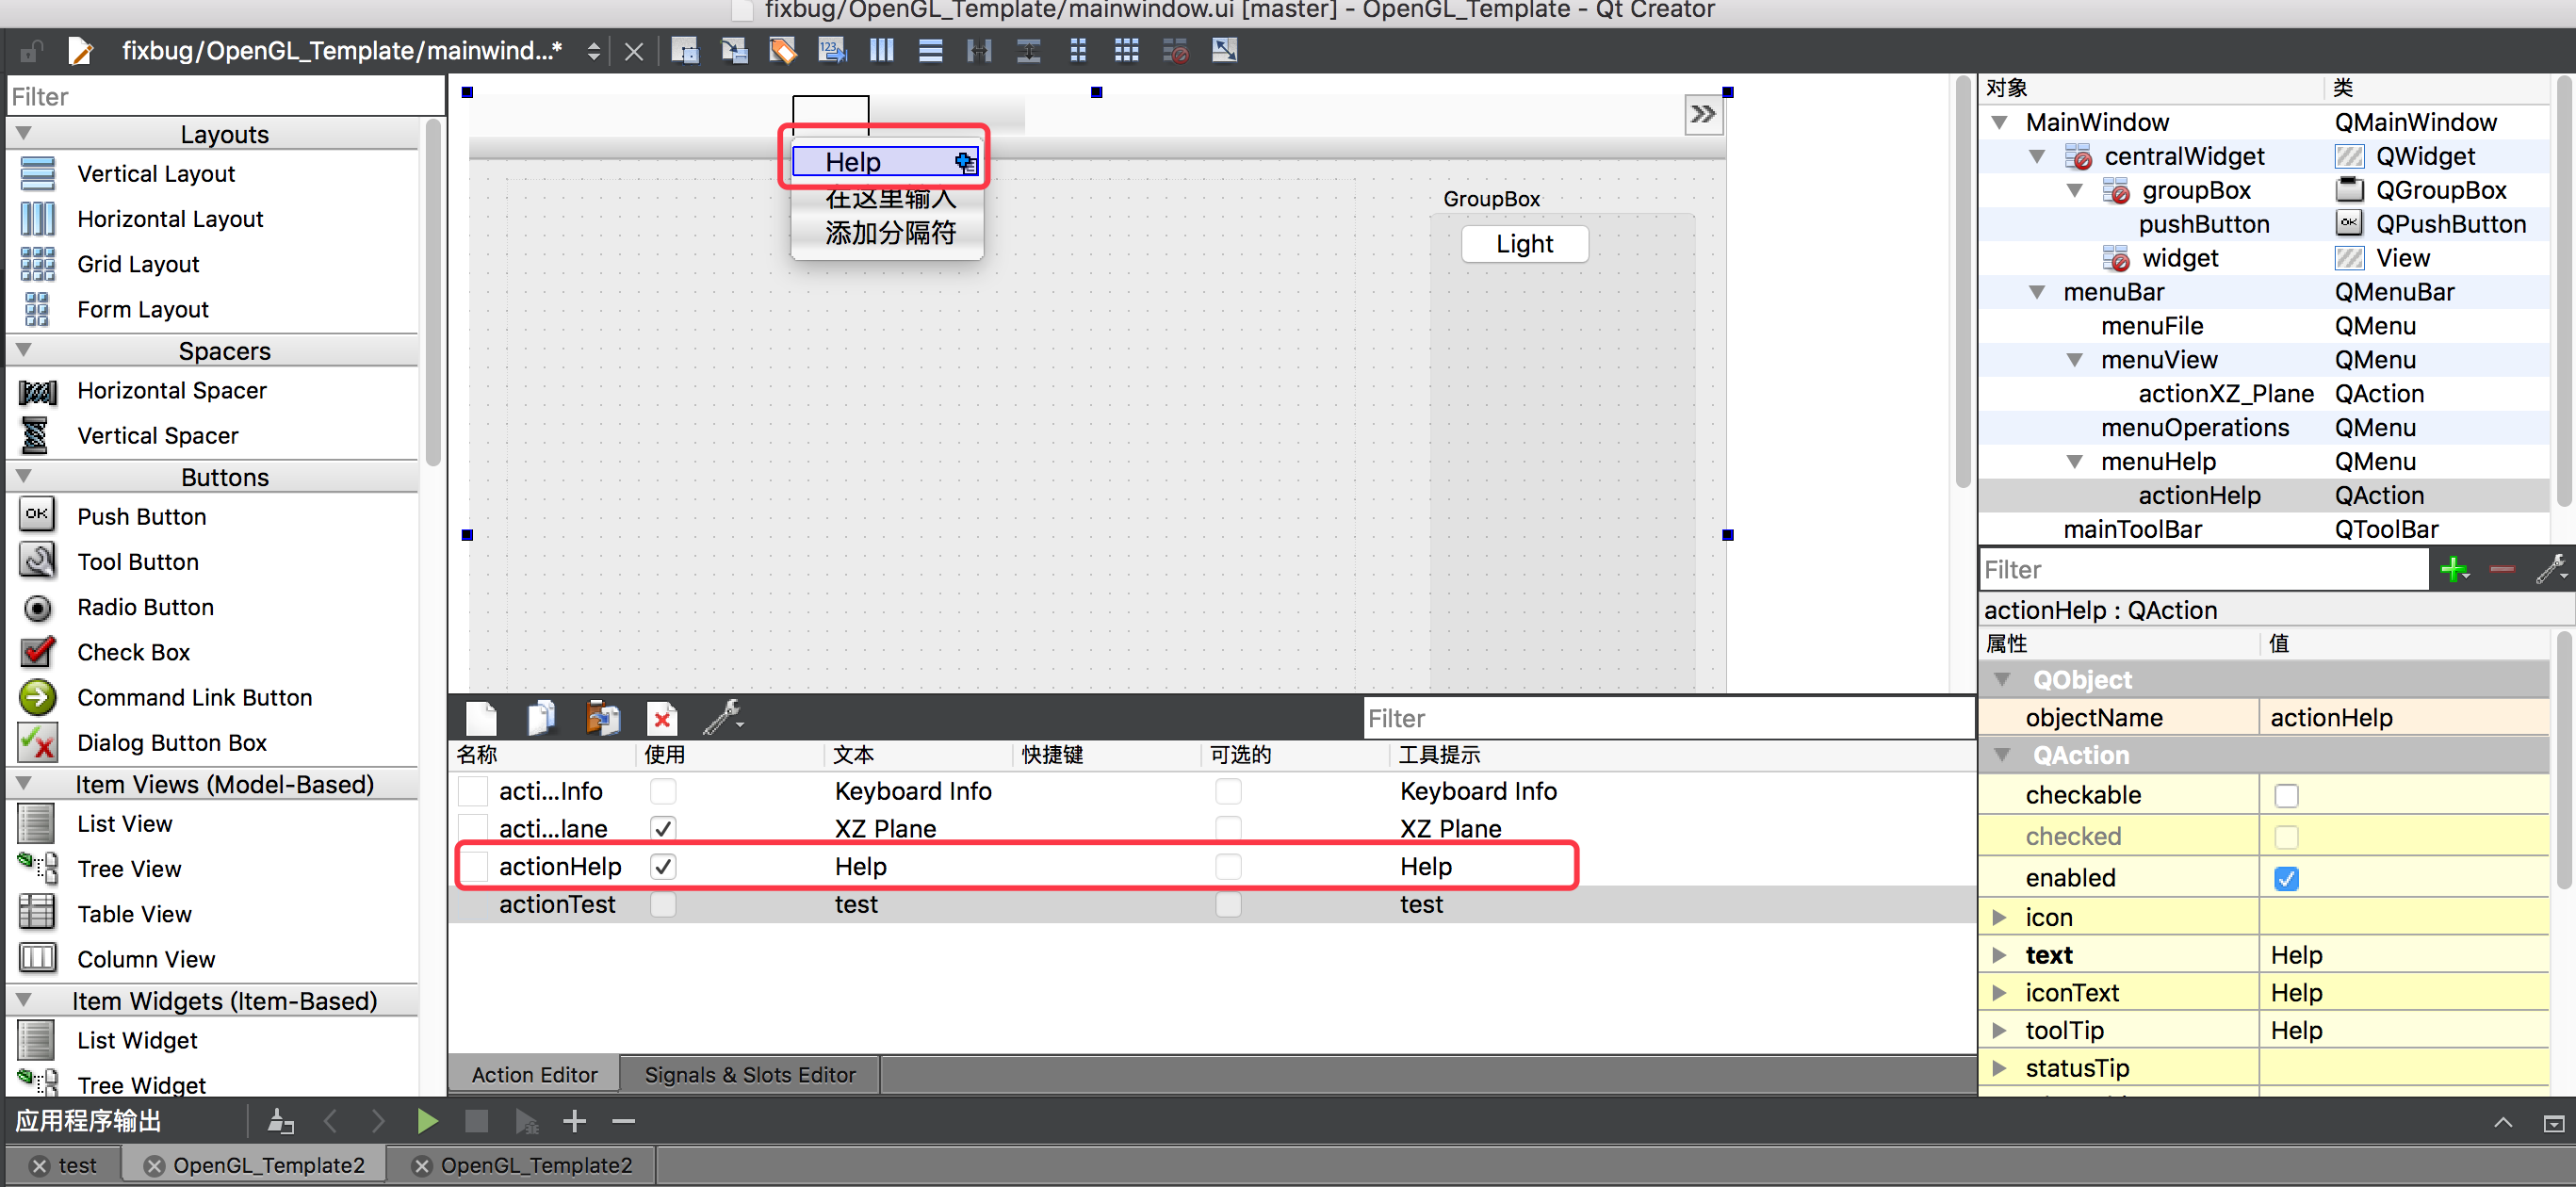 fixbug/OpenGL_Template/mainwindow.ui [master] - OpenGL_Template - Qt Creator
fixbug/OpenGL_Template/mainwind...*
Filter
Layouts
Vertical Layout
Horizontal Layout
Grid Layout
Form Layout
Spacers
Horizontal Spacer
Vertical Spacer
Buttons
OK Push Button
Tool Button
Radio Button
Check Box
Command Link Button
Dialog Button Box
Item Views (Model-Based)
List View
Tree View
Table View
Column View
Item Widgets (Item-Based)
List Widget
Tree Widget
Help
在这里输入
添加分隔符
GroupBox
Light
Filter
名称 使用 文本 快捷键 可选的 工具提示
acti...Info Keyboard Info Keyboard Info
acti...lane XZ Plane XZ Plane
actionHelp Help Help
actionTest test test
Action Editor Signals & Slots Editor
对象 类
MainWindow QMainWindow
centralWidget QWidget
groupBox QGroupBox
pushButton OK QPushButton
widget View
menuBar QMenuBar
menuFile QMenu
menuView QMenu
actionXZ_Plane QAction
menuOperations QMenu
menuHelp QMenu
actionHelp QAction
mainToolBar QToolBar
Filter
actionHelp : QAction
属性 值
QObject
objectName actionHelp
QAction
checkable
checked
enabled
icon
text Help
iconText Help
toolTip Help
statusTip
应用程序输出
test OpenGL_Template2 OpenGL_Template2